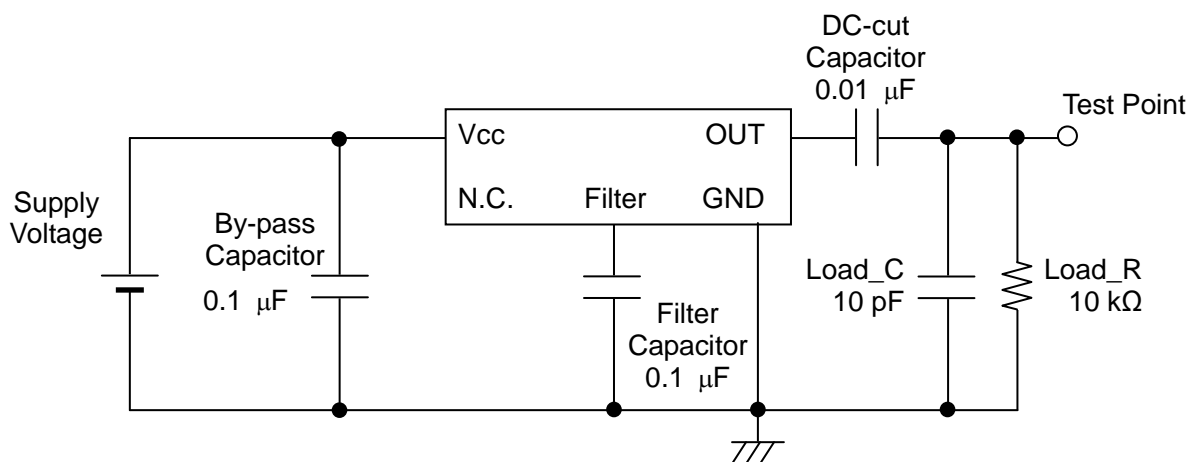 DC-cut
Capacitor
0.01 μF
Test Point
Vcc
OUT
N.C.
Filter
GND
Supply
Voltage
By-pass
Capacitor
0.1 μF
Filter
Capacitor
0.1 μF
Load_C
10 pF
Load_R
10 kΩ